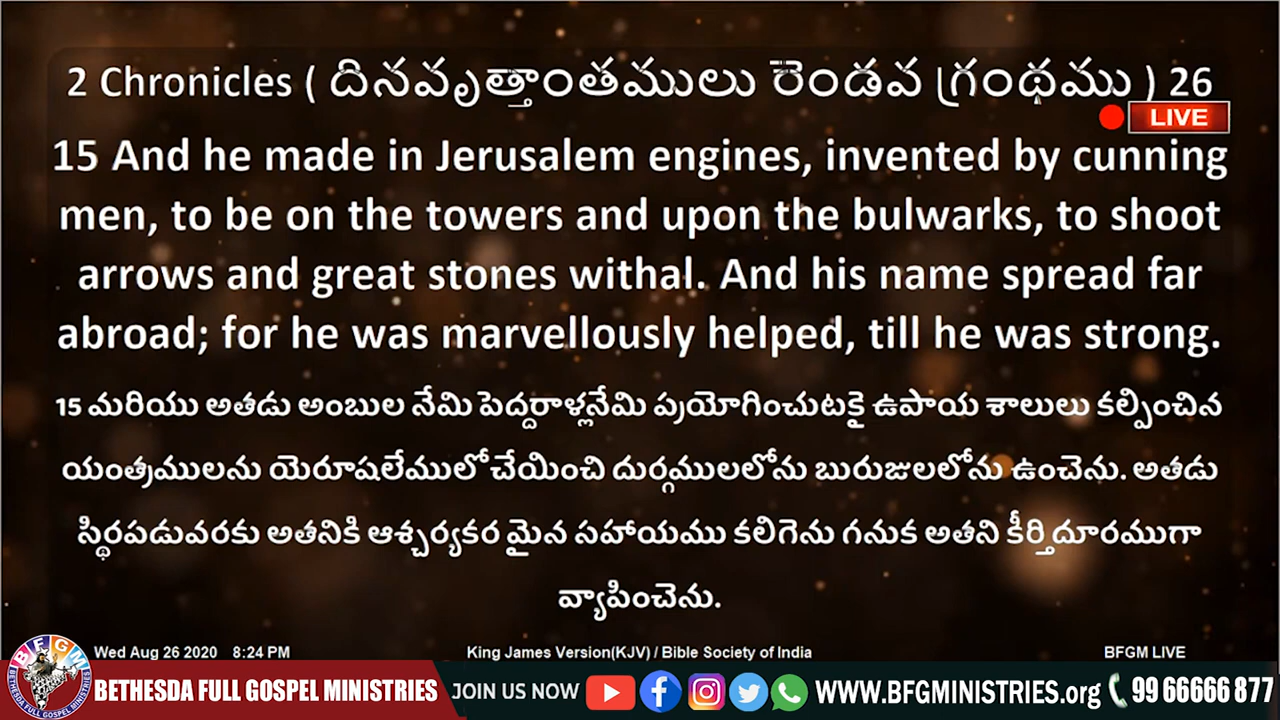 2 Chronicles ( దినవృత్తాంతములు రెండవ గ్రంథము ) 26
LIVE
15 And he made in Jerusalem engines, invented by cunning
men, to be on the towers and upon the bulwarks, to shoot
arrows and great stones withal. And his name spread far
abroad; for he was marvellously helped, till he was strong.
15 మరియు అతడు అంబుల నేమి పెద్దరాళ్లనేమి ప్రయోగించుటకై ఉపాయ శాలులు కల్పించిన
యంత్రములను యెరూషలేములోచేయించి దుర్గములలోను బురుజులలోను ఉంచెను. అతడు
స్థిరపడువరకు అతనికి ఆశ్చర్యకర మైన సహాయము కలిగెను గనుక అతని కీర్తిదూరముగా
వ్యాపించెను.
Wed Aug 26 2020 8:24 PM
King James Version(KJV) / Bible Society of India
BFGM LIVE
BFGM
BETHESDA FULL GOSPEL MINISTRIES
BETHESDA FULL GOSPEL MINISTRIES
JOIN US NOW
WWW.BFGMINISTRIES.org
99 66666 877